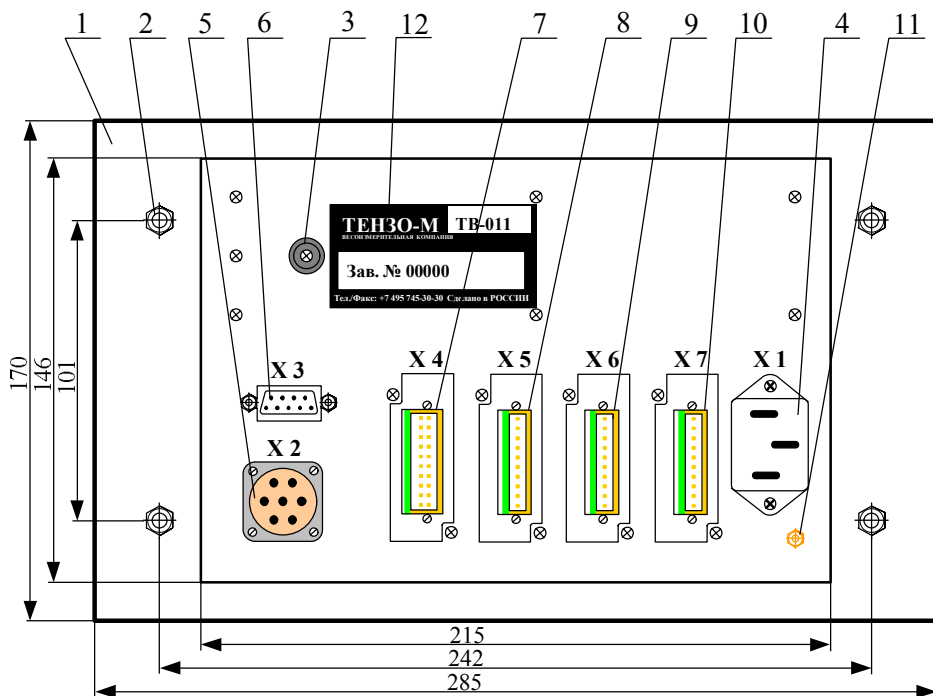 1 2 5 6 3 12 7 8 9 10 4 11
ТЕНЗО-М ТВ-011
ВЕСОИЗМЕРИТЕЛЬНАЯ КОМПАНИЯ
Зав. № 00000
Тел./Факс: +7 495 745-30-30 Сделано в РОССИИ
170
146
101
X 3
X 4
X 5
X 6
X 7
X 1
X 2
215
242
285